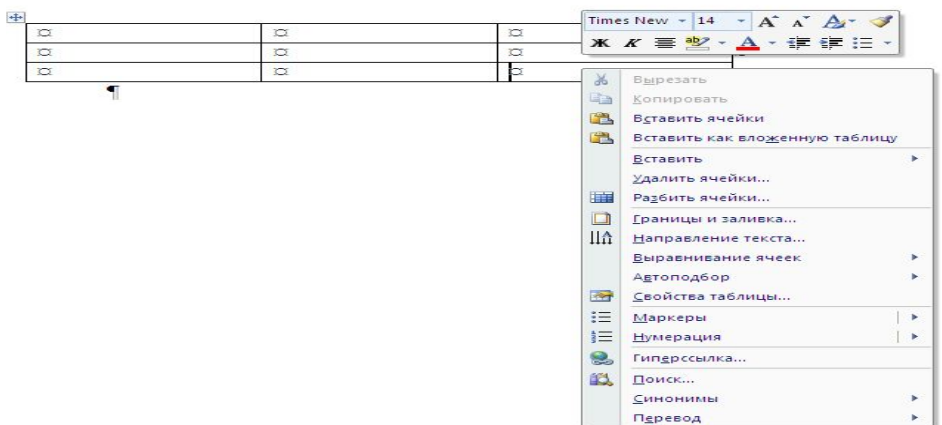 Times New 14 A A A
Ж К ab A
¤ ¤ ¤
¤ ¤ ¤
¤ ¤ ¤
¶
Вырезать
Копировать
Вставить ячейки
Вставить как вложенную таблицу
Вставить
Удалить ячейки...
Разбить ячейки...
Границы и заливка...
Направление текста...
Выравнивание ячеек
Автоподбор
Свойства таблицы...
Маркеры
Нумерация
Гиперссылка...
Поиск...
Синонимы
Перевод